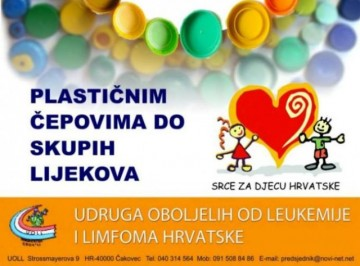 PLASTIČNIM
ČEPOVIMA DO
SKUPIH
LIJEKOVA
SRCE ZA DJECU HRVATSKE
UDRUGA OBOLJELIH OD LEUKEMIJE
I LIMFOMA HRVATSKE
UOLL Strossmayerova 9 HR-40000 Čakovec Tel: 040 314 564 Mob: 091 508 84 66 E-mail: predsjednik@novi-net.net